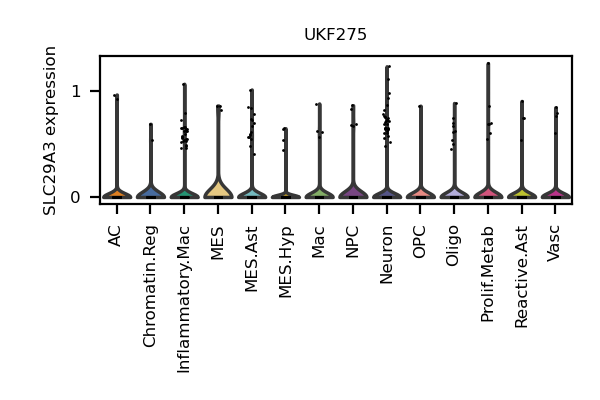 UKF275
SLC29A3 expression
1
0
AC
Chromatin.Reg
Inflammatory.Mac
MES
MES.Ast
MES.Hyp
Mac
NPC
Neuron
OPC
Oligo
Prolif.Metab
Reactive.Ast
Vasc